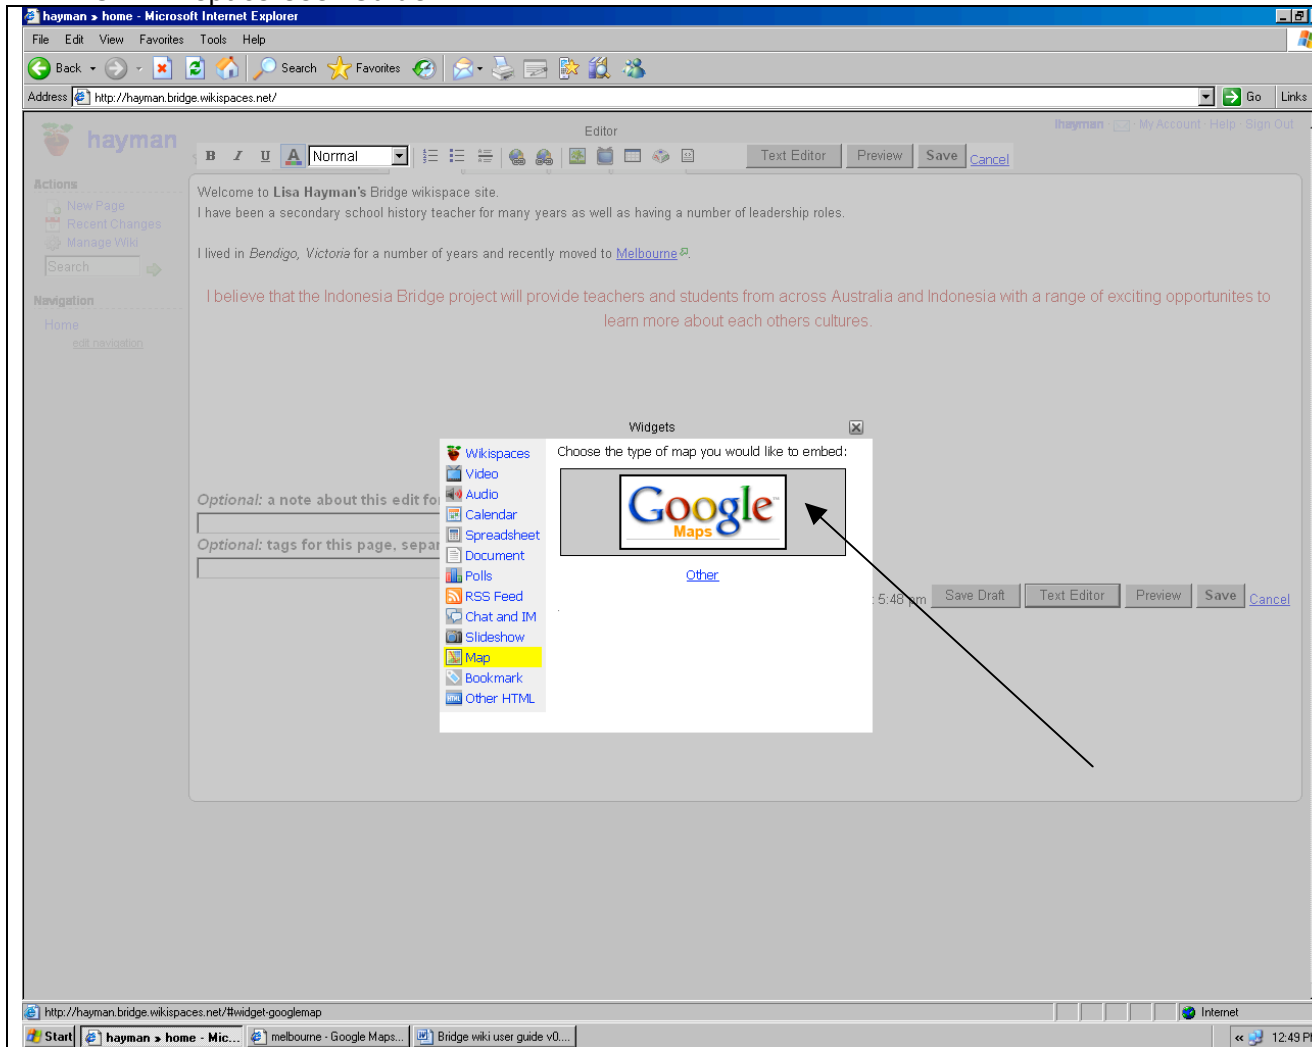 hayman » home - Microsoft Internet Explorer
File Edit View Favorites Tools Help
Back Search Favorites
Address http://hayman.bridge.wikispaces.net/ Go Links
hayman
Editor
lhayman · My Account · Help · Sign Out
B I U A Normal Text Editor Preview Save Cancel
Actions
New Page
Recent Changes
Manage Wiki
Search
Navigation
Home
edit navigation
Welcome to Lisa Hayman's Bridge wikispace site.
I have been a secondary school history teacher for many years as well as having a number of leadership roles.
I lived in Bendigo, Victoria for a number of years and recently moved to Melbourne.
I believe that the Indonesia Bridge project will provide teachers and students from across Australia and Indonesia with a range of exciting opportunites to
learn more about each others cultures.
Optional: a note about this edit for
Optional: tags for this page, separ
Widgets
Wikispaces
Video
Audio
Calendar
Spreadsheet
Document
Polls
RSS Feed
Chat and IM
Slideshow
Map
Bookmark
Other HTML
Choose the type of map you would like to embed:
Google Maps
Other
: 5:48 pm Save Draft Text Editor Preview Save Cancel
http://hayman.bridge.wikispaces.net/#widget-googlemap Internet
Start hayman » home - Mic... melbourne - Google Maps... Bridge wiki user guide v0.... « 12:49 P